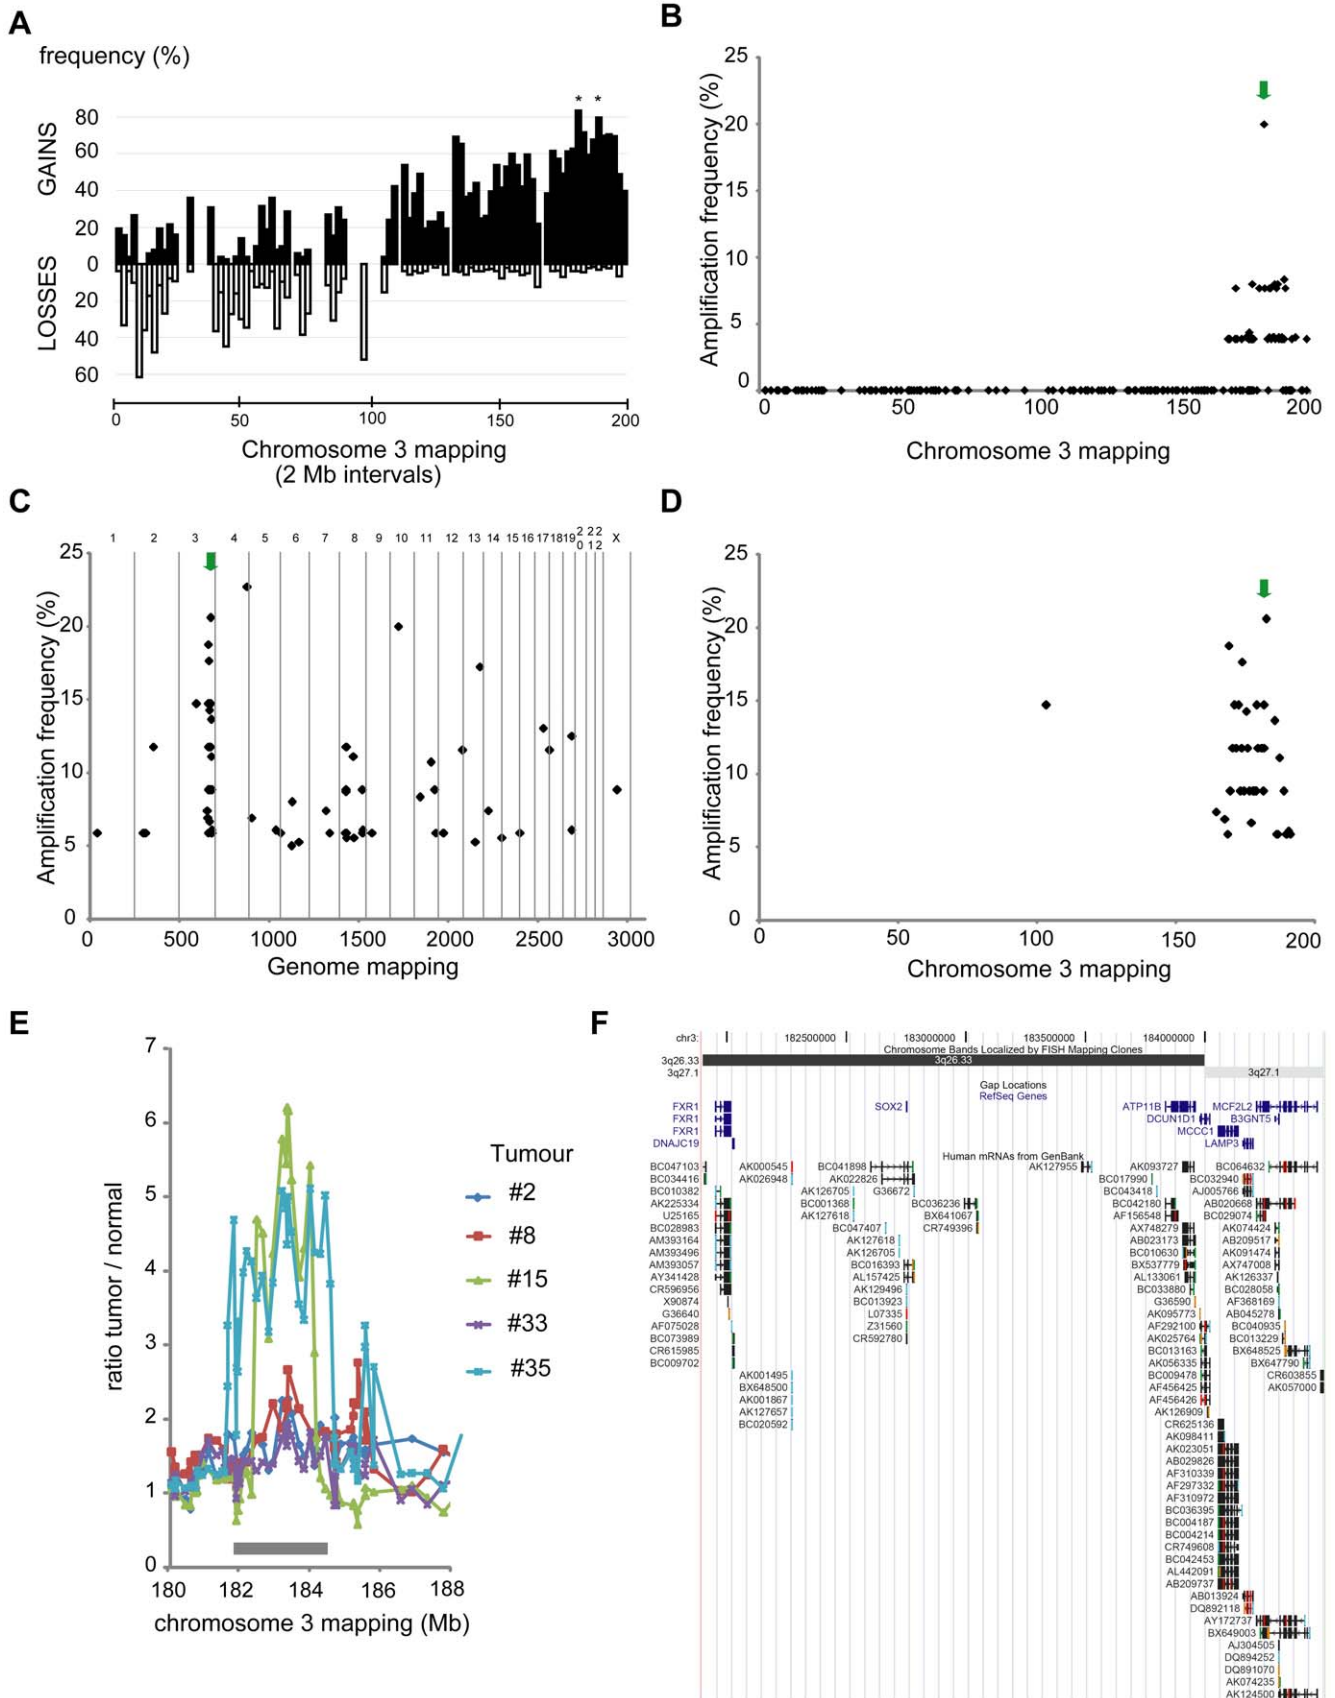 A
frequency (%)
GAINS
LOSSES
80
60
40
20
0
20
40
60
* *
0 50 100 150 200
Chromosome 3 mapping
(2 Mb intervals)
B
Amplification frequency (%)
25
20
15
10
5
0
0 50 100 150 200
Chromosome 3 mapping
C
1 2 3 4 5 6 7 8 9 10 11 12 13 14 15 16 17 18 19 20 21 22 X
Amplification frequency (%)
25
20
15
10
5
0
0 500 1000 1500 2000 2500 3000
Genome mapping
D
Amplification frequency (%)
25
20
15
10
5
0
0 50 100 150 200
Chromosome 3 mapping
E
ratio tumor / normal
7
6
5
4
3
2
1
0
180 182 184 186 188
chromosome 3 mapping (Mb)
Tumour
#2
#8
#15
#33
#35
F
chr3: 182500000 183000000 183500000 184000000
Chromosome Bands Localized by FISH Mapping Clones
3q26.33 3q26.33
3q27.1 3q27.1
Gap Locations
RefSeq Genes
FXR1 SOX2 ATP11B MCF2L2
FXR1 DCUN1D1 B3GNT5
FXR1 MCCC1
DNAJC19 LAMP3
Human mRNAs from GenBank
BC047103 AK000545 BC041898 AK127955 AK093727 BC064632
BC034416 AK026948 AK022826 BC017990 BC032940
BC010382 AK126705 G36672 BC043418 AJ005766
AK225334 BC001368 BC036236 BC042180 AB020668
U25165 AK127618 BX641067 AF156548 BC029074
BC028983 BC047407 CR749396 AX748279 AK074424
AM393164 AK127618 AB023173 AB209517
AM393496 AK126705 BC010630 AK091474
AM393057 BC016393 BX537779 AX747008
AY341428 AL157425 AL133061 AK126337
CR596956 AK129496 BC033880 BC028058
X90874 BC013923 G36590 AF368169
G36640 L07335 AK095773 AB045278
AF075028 Z31560 AF292100 BC040935
BC073989 CR592780 AK025764 BC013229
CR615985 BC013163 BX648525
BC009702 AK056335 BX647790
AK001495 BC009478 CR603855
BX648500 AF456425 AK057000
AK001867 AF456426
AK127657 AK126909
BC020592 CR625136
AK098411
AK023051
AB029826
AF310339
AF297332
AF310972
BC036395
BC004187
BC004214
CR749608
BC042453
AL442091
AB209737
AB013924
DQ892118
AY172737
BX649003
AJ304505
DQ894252
DQ891070
AK074235
AK124500